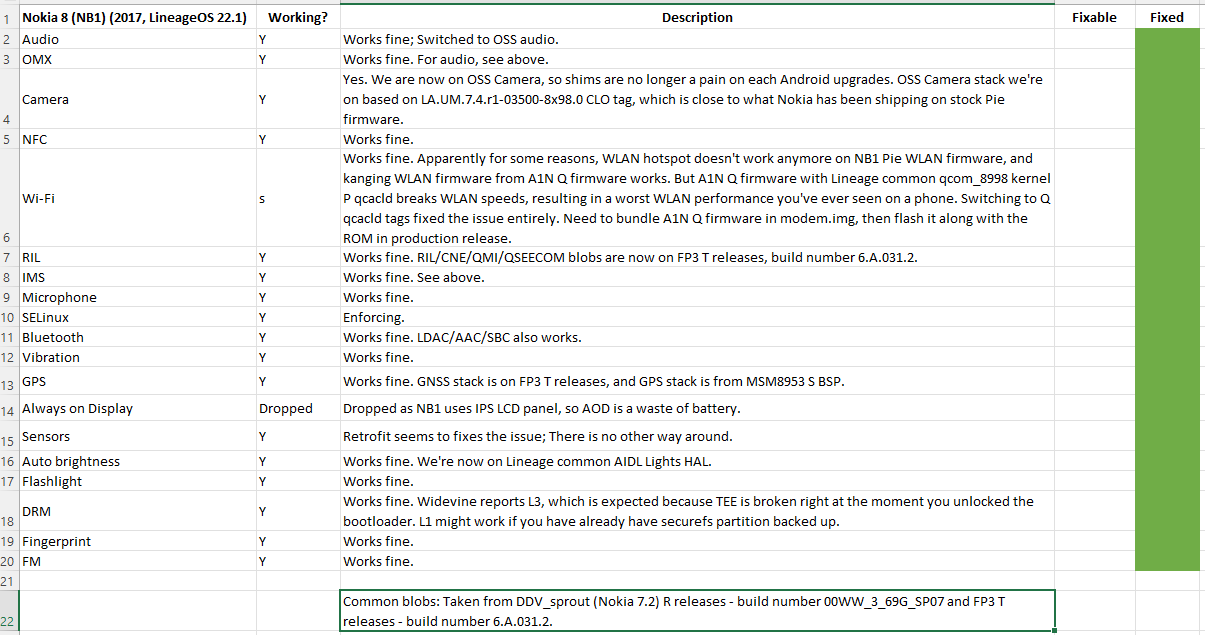 1 Nokia 8 (NB1) (2017, LineageOS 22.1) Working? Description Fixable Fixed
2 Audio Y Works fine; Switched to OSS audio.
3 OMX Y Works fine. For audio, see above.
Yes. We are now on OSS Camera, so shims are no longer a pain on each Android upgrades. OSS Camera stack we're
Camera Y on based on LA.UM.7.4.r1-03500-8x98.0 CLO tag, which is close to what Nokia has been shipping on stock Pie
4 firmware.
5 NFC Y Works fine.
Works fine. Apparently for some reasons, WLAN hotspot doesn't work anymore on NB1 Pie WLAN firmware, and
kanging WLAN firmware from A1N Q firmware works. But A1N Q firmware with Lineage common qcom_8998 kernel
Wi-Fi s P qcacld breaks WLAN speeds, resulting in a worst WLAN performance you've ever seen on a phone. Switching to Q
qcacld tags fixed the issue entirely. Need to bundle A1N Q firmware in modem.img, then flash it along with the
6 ROM in production release.
7 RIL Y Works fine. RIL/CNE/QMI/QSEECOM blobs are now on FP3 T releases, build number 6.A.031.2.
8 IMS Y Works fine. See above.
9 Microphone Y Works fine.
10 SELinux Y Enforcing.
11 Bluetooth Y Works fine. LDAC/AAC/SBC also works.
12 Vibration Y Works fine.
13 GPS Y Works fine. GNSS stack is on FP3 T releases, and GPS stack is from MSM8953 S BSP.
14 Always on Display Dropped Dropped as NB1 uses IPS LCD panel, so AOD is a waste of battery.
15 Sensors Y Retrofit seems to fixes the issue; There is no other way around.
16 Auto brightness Y Works fine. We're now on Lineage common AIDL Lights HAL.
17 Flashlight Y Works fine.
DRM Y Works fine. Widevine reports L3, which is expected because TEE is broken right at the moment you unlocked the
18 bootloader. L1 might work if you have already have securefs partition backed up.
19 Fingerprint Y Works fine.
20 FM Y Works fine.
21
Common blobs: Taken from DDV_sprout (Nokia 7.2) R releases - build number 00WW_3_69G_SP07 and FP3 T
22 releases - build number 6.A.031.2.